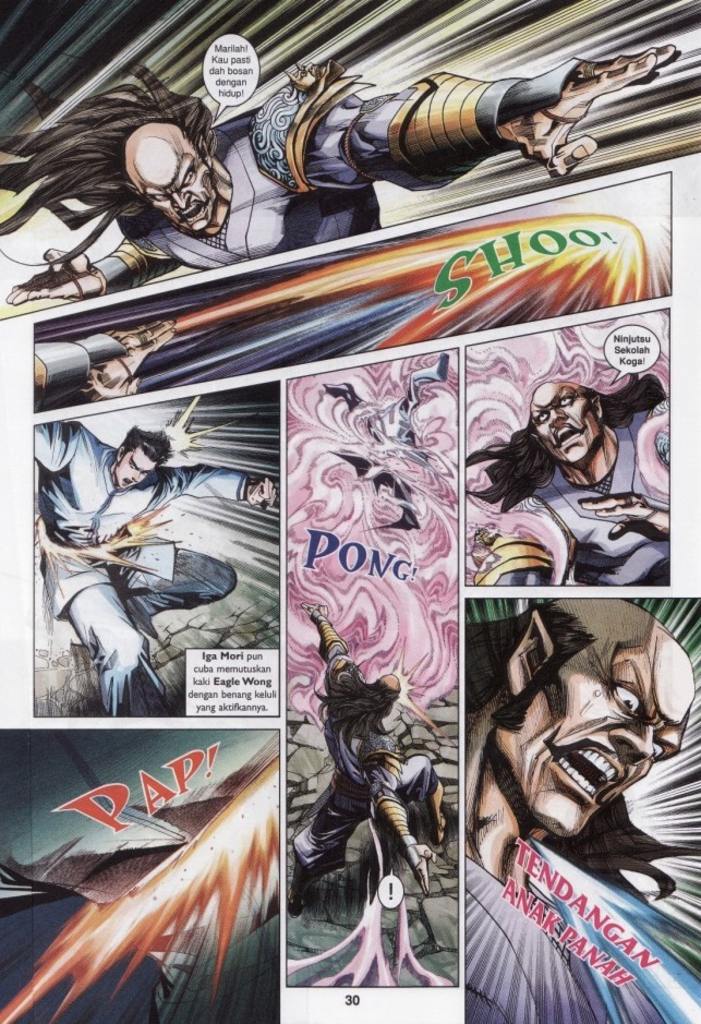 Marilah!
Kau pasti
dah bosan
dengan
hidup!
SHOO!
Iga Mori pun
cuba memutuskan
kaki Eagle Wong
dengan benang keluli
yang aktifkannya.
PONG!
!
Ninjutsu
Sekolah
Koga!
PAP!
TENDANGAN
ANAK PANAH
30